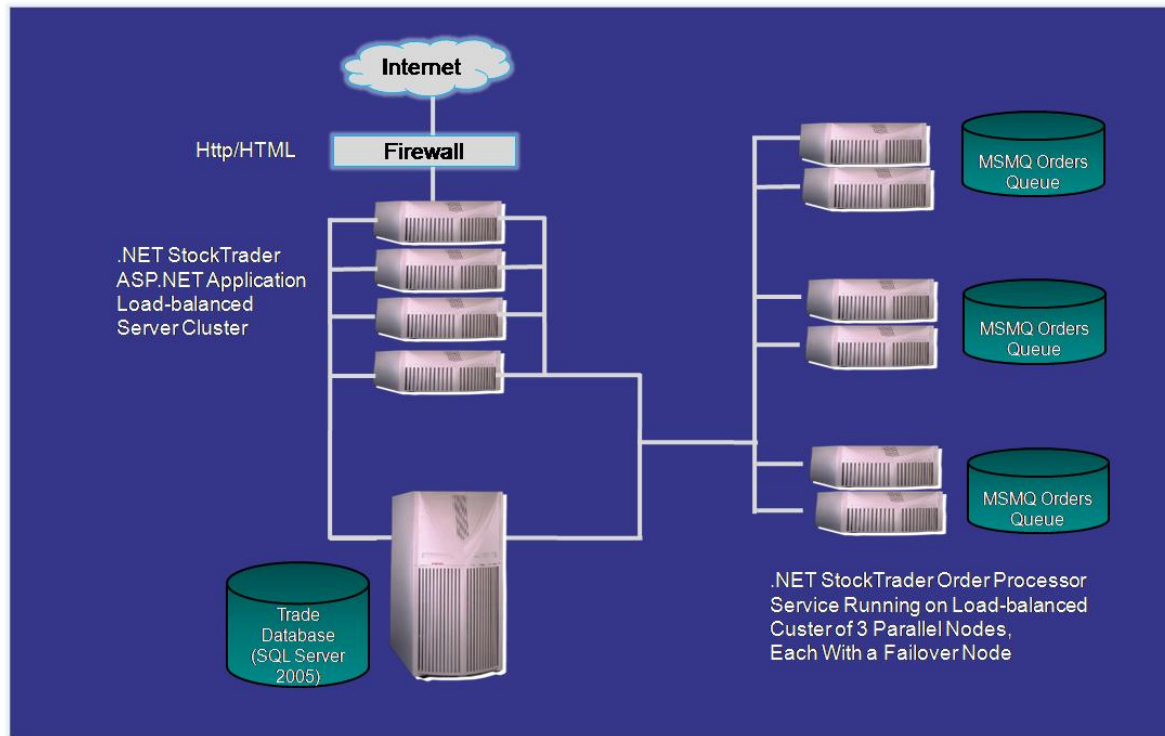 Internet
Http/HTML
Firewall
.NET StockTrader
ASP.NET Application
Load-balanced
Server Cluster
MSMQ Orders
Queue
MSMQ Orders
Queue
MSMQ Orders
Queue
Trade
Database
(SQL Server
2005)
.NET StockTrader Order Processor
Service Running on Load-balanced
Custer of 3 Parallel Nodes,
Each With a Failover Node